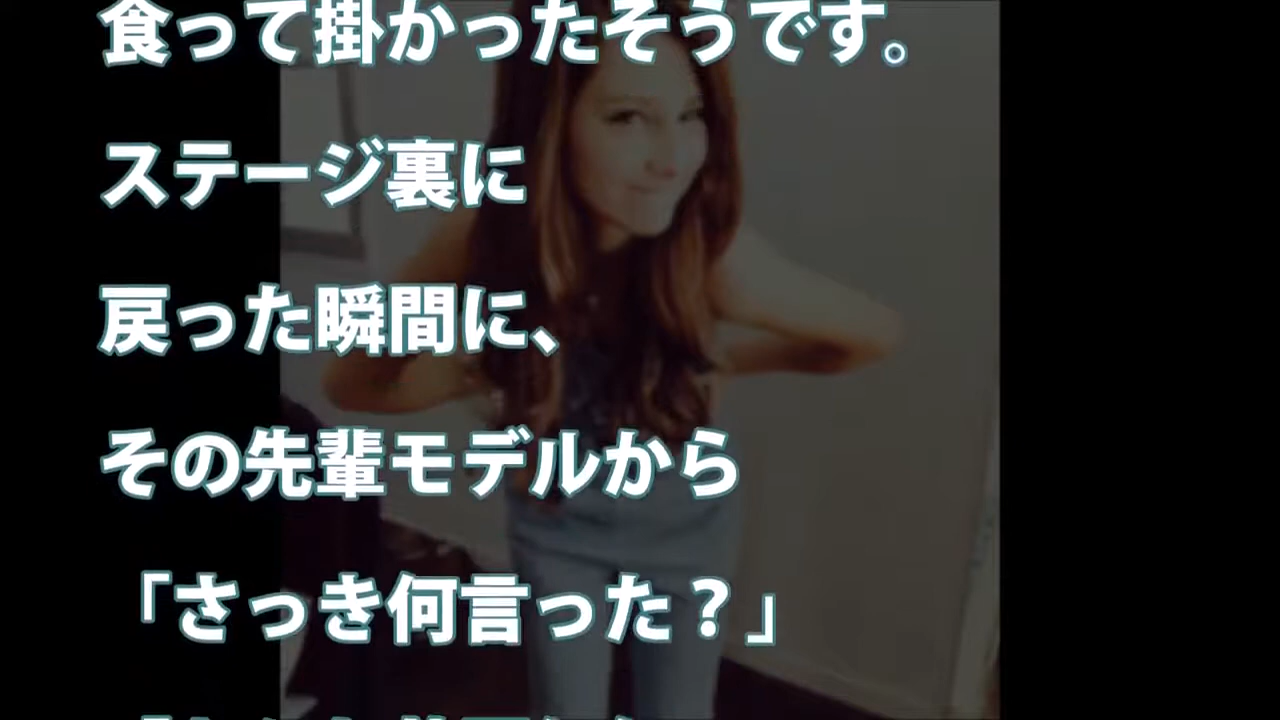 食って掛かったそうです。
ステージ裏に
戻った瞬間に、
その先輩モデルから
「さっき何言った？」